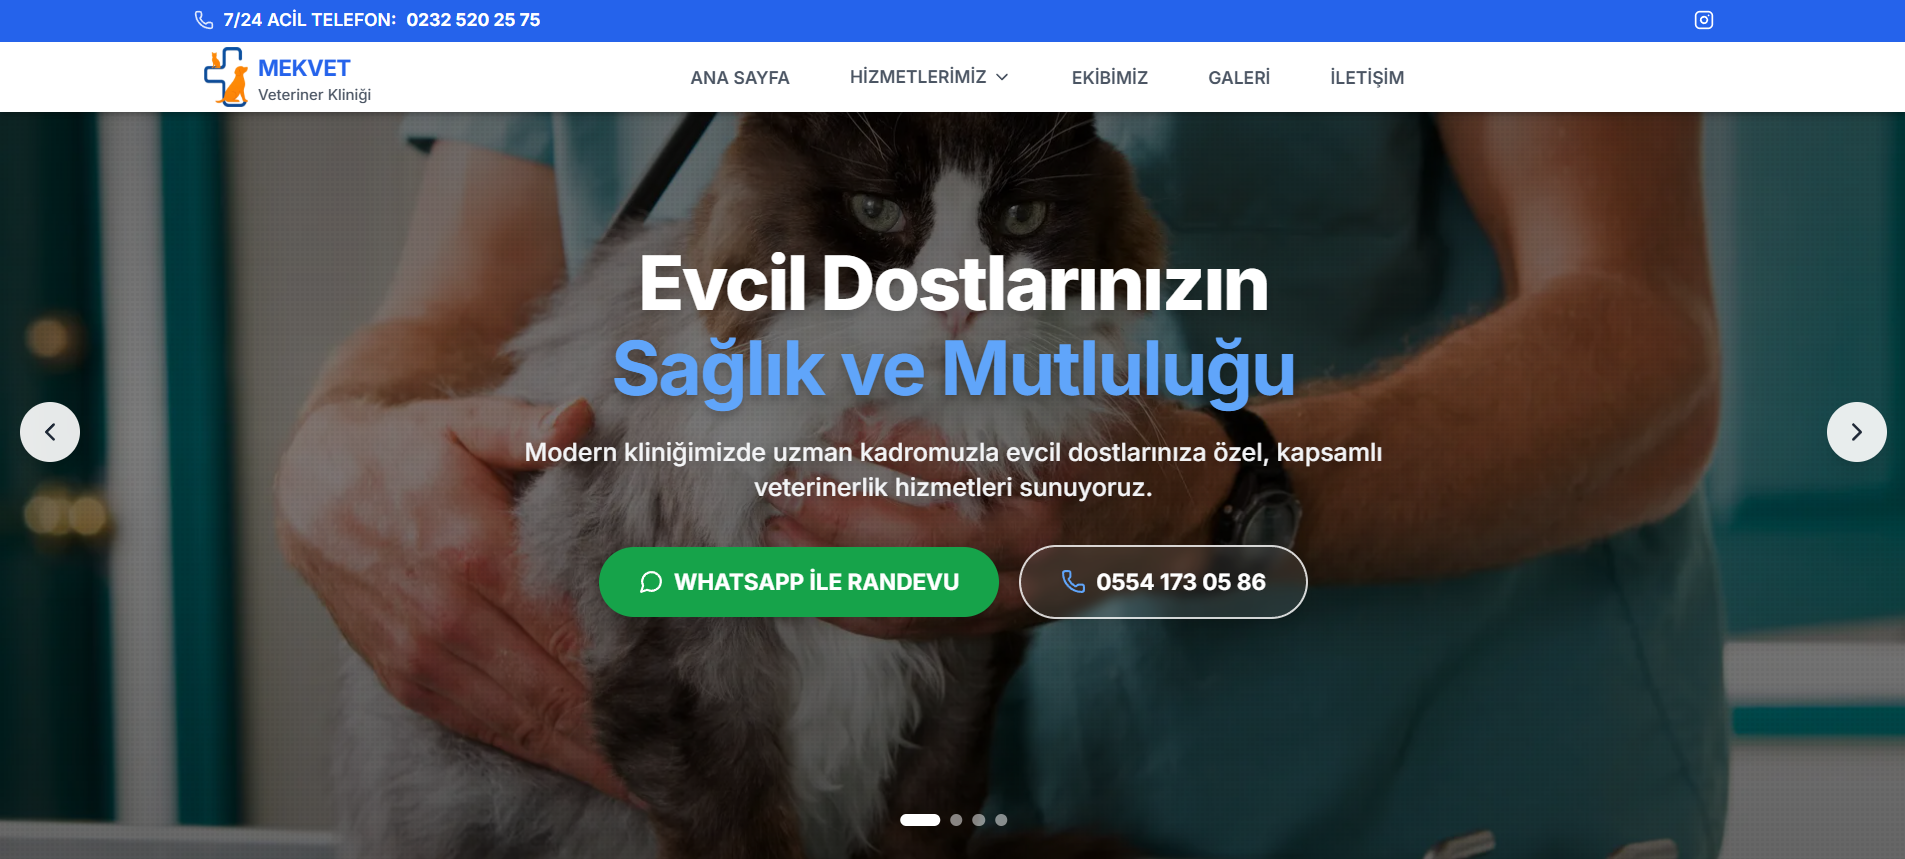 7/24 ACİL TELEFON: 0232 520 25 75
MEKVET
Veteriner Kliniği
ANA SAYFA
HİZMETLERİMİZ
EKİBİMİZ
GALERİ
İLETİŞİM
Evcil Dostlarınızın
Sağlık ve Mutluluğu
Modern kliniğimizde uzman kadromuzla evcil dostlarınıza özel, kapsamlı
veterinerlik hizmetleri sunuyoruz.
WHATSAPP İLE RANDEVU
0554 173 05 86